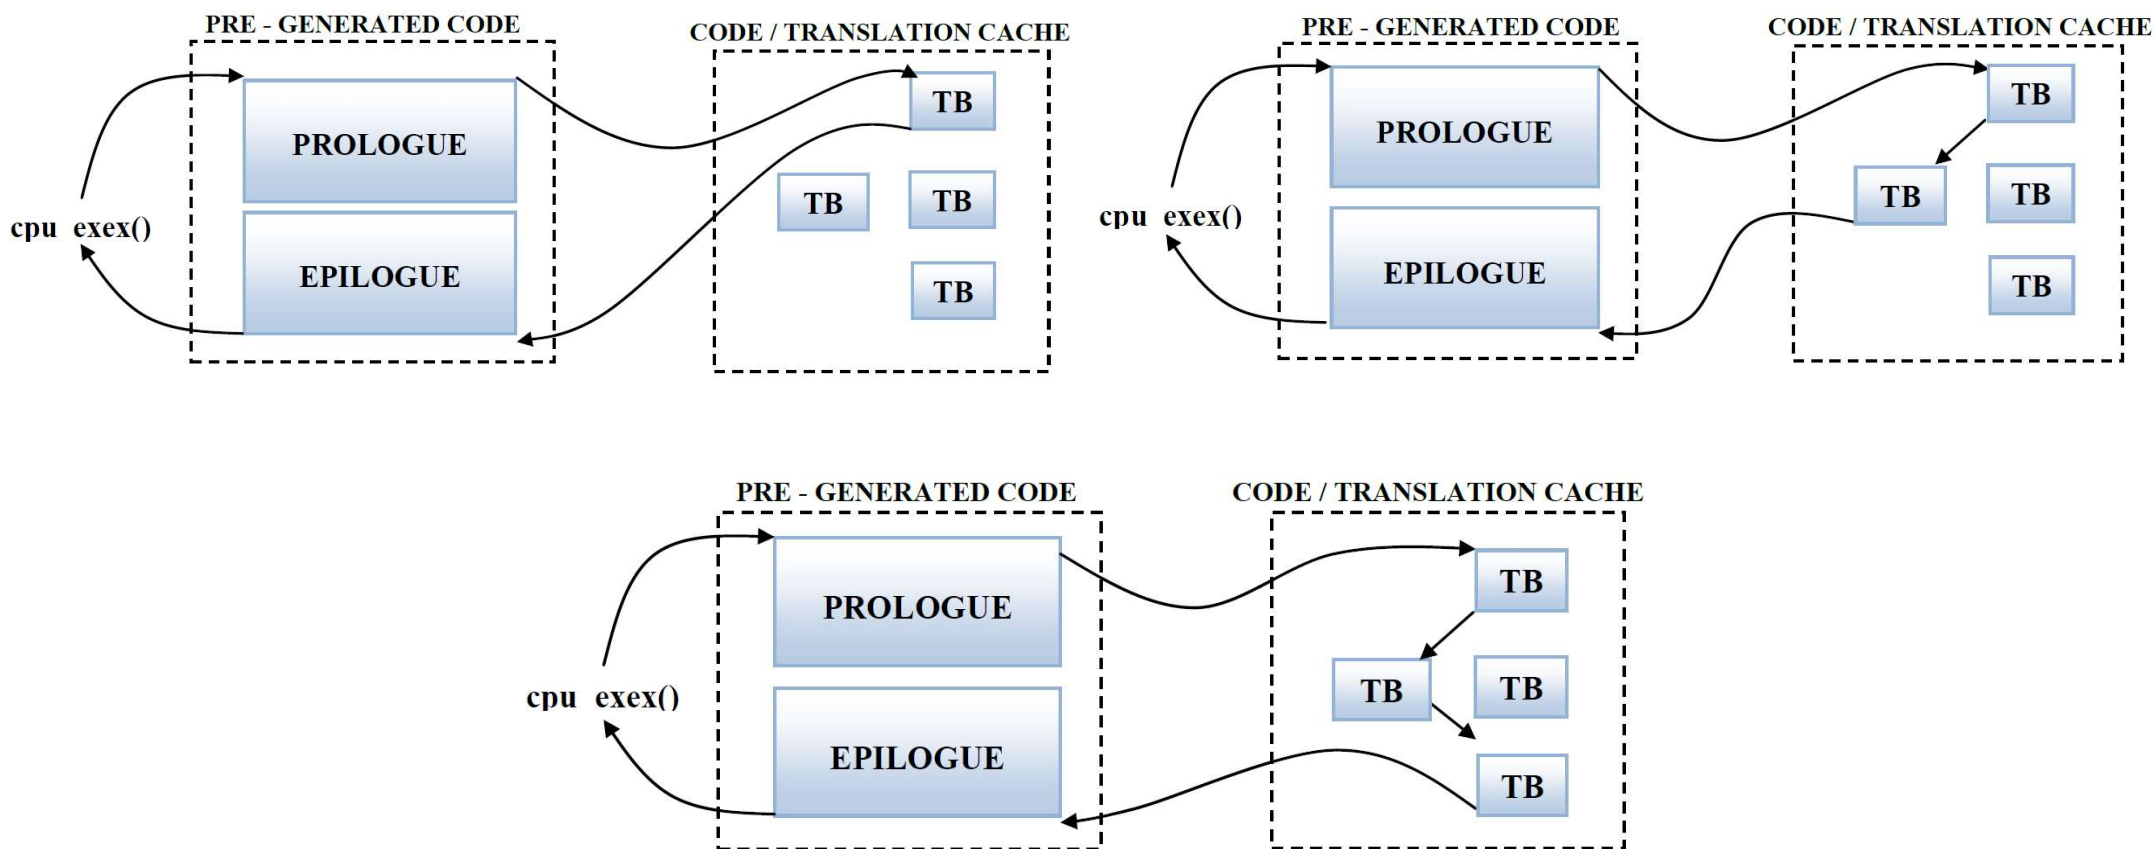 PRE - GENERATED CODE
CODE / TRANSLATION CACHE
PROLOGUE
EPILOGUE
cpu exex()
TB
TB
TB
TB
PRE - GENERATED CODE
CODE / TRANSLATION CACHE
PROLOGUE
EPILOGUE
cpu exex()
TB
TB
TB
TB
PRE - GENERATED CODE
CODE / TRANSLATION CACHE
PROLOGUE
EPILOGUE
cpu exex()
TB
TB
TB
TB